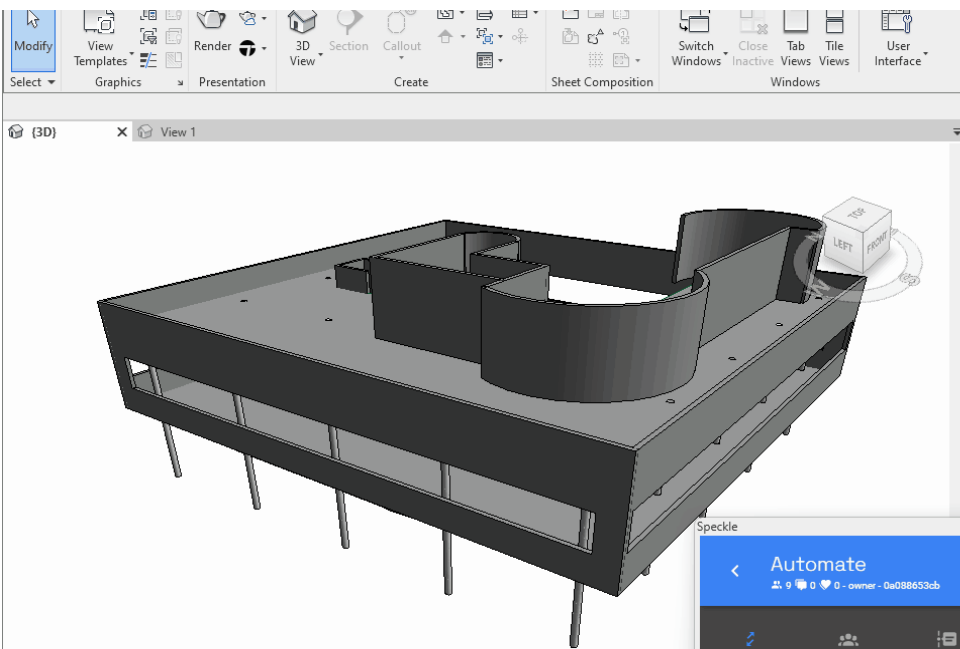 Modify
View
Templates
Render
3D
View
Section
Callout
Switch
Windows
Close
Inactive
Tab
Views
Tile
Views
User
Interface
Select
Graphics
Presentation
Create
Sheet Composition
Windows
{3D}
View 1
TOP
LEFT
FRONT
W
S
Speckle
Automate
9 0 0 - owner - 0a088653cb